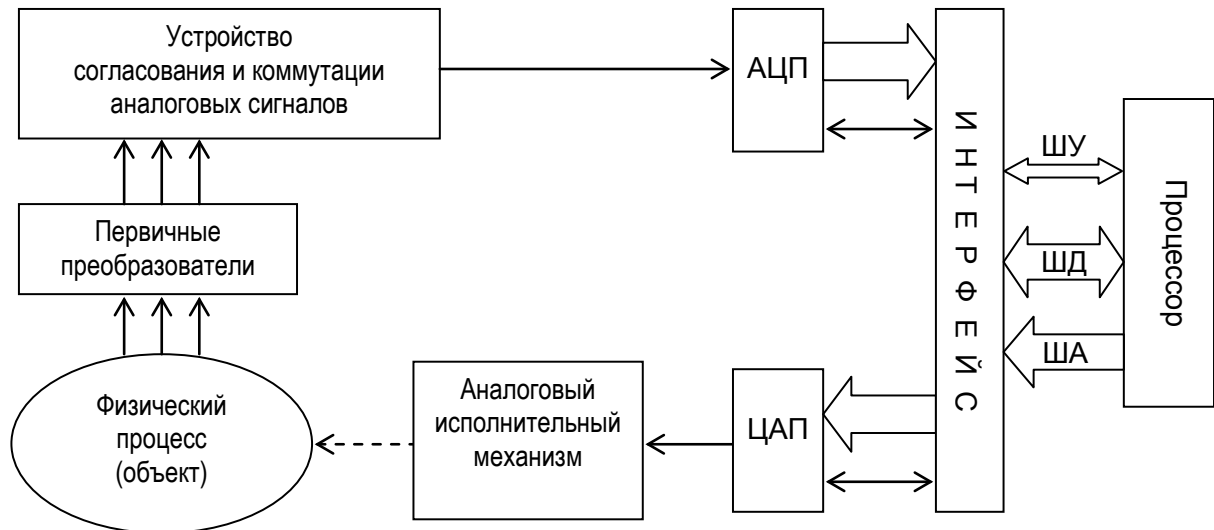 Устройство
согласования и коммутации
аналоговых сигналов
АЦП
ИНТЕРФЕЙС
ШУ
ШД
ША
Процессор
Первичные
преобразователи
Физический
процесс
(объект)
Аналоговый
исполнительный
механизм
ЦАП